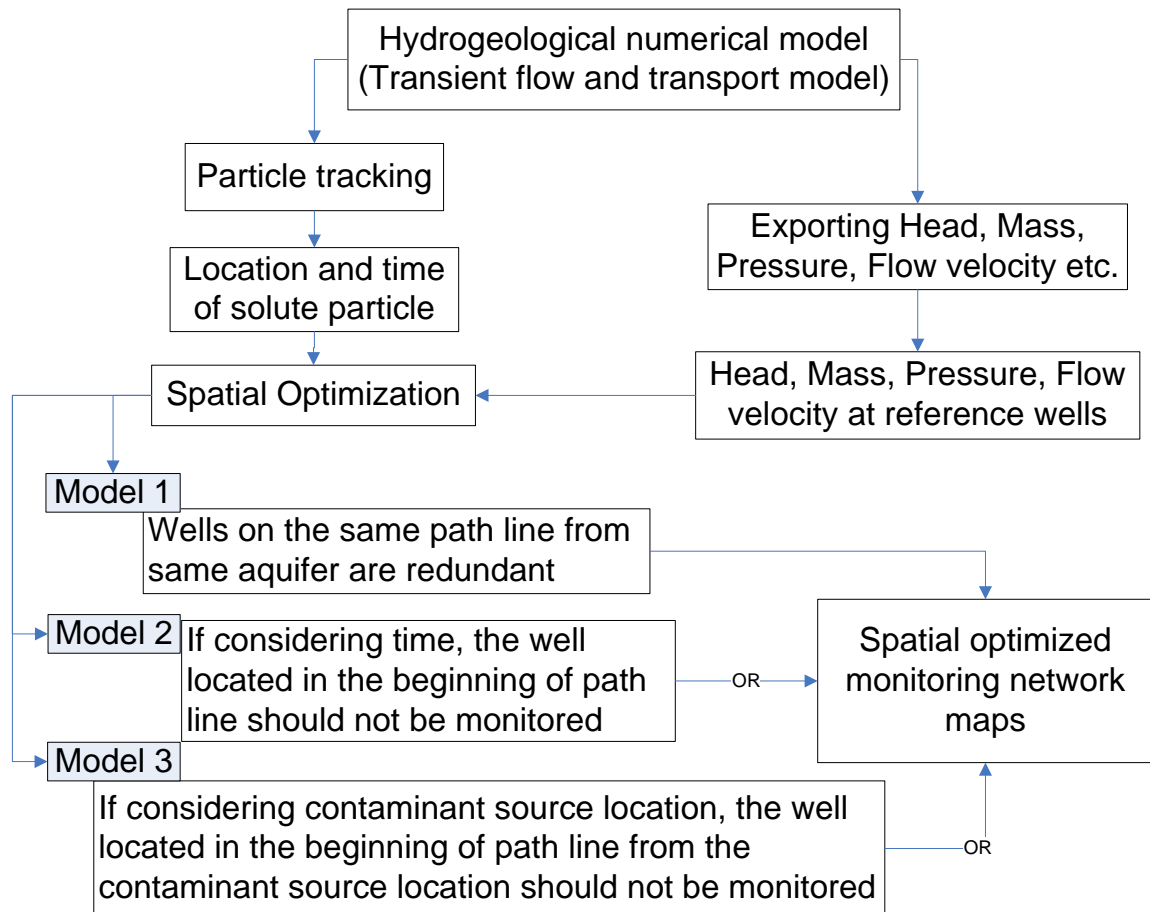 Hydrogeological numerical model
(Transient flow and transport model)
Particle tracking
Location and time
of solute particle
Exporting Head, Mass,
Pressure, Flow velocity etc.
Spatial Optimization
Head, Mass, Pressure, Flow
velocity at reference wells
Model 1
Wells on the same path line from
same aquifer are redundant
Model 2
If considering time, the well
located in the beginning of path
line should not be monitored
OR
Spatial optimized
monitoring network
maps
Model 3
If considering contaminant source location, the well
located in the beginning of path line from the
contaminant source location should not be monitored
OR